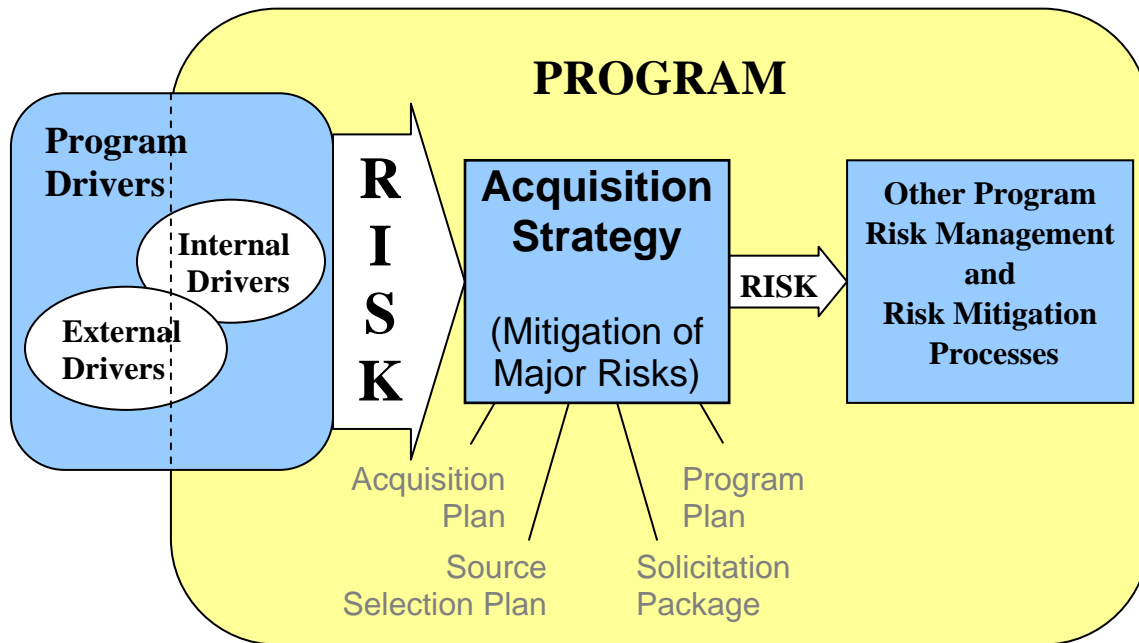 PROGRAM
Program
Drivers
Internal
Drivers
External
Drivers
R
I
S
K
Acquisition
Strategy
(Mitigation of
Major Risks)
RISK
Other Program
Risk Management
and
Risk Mitigation
Processes
Acquisition
Plan
Source
Selection Plan
Solicitation
Package
Program
Plan